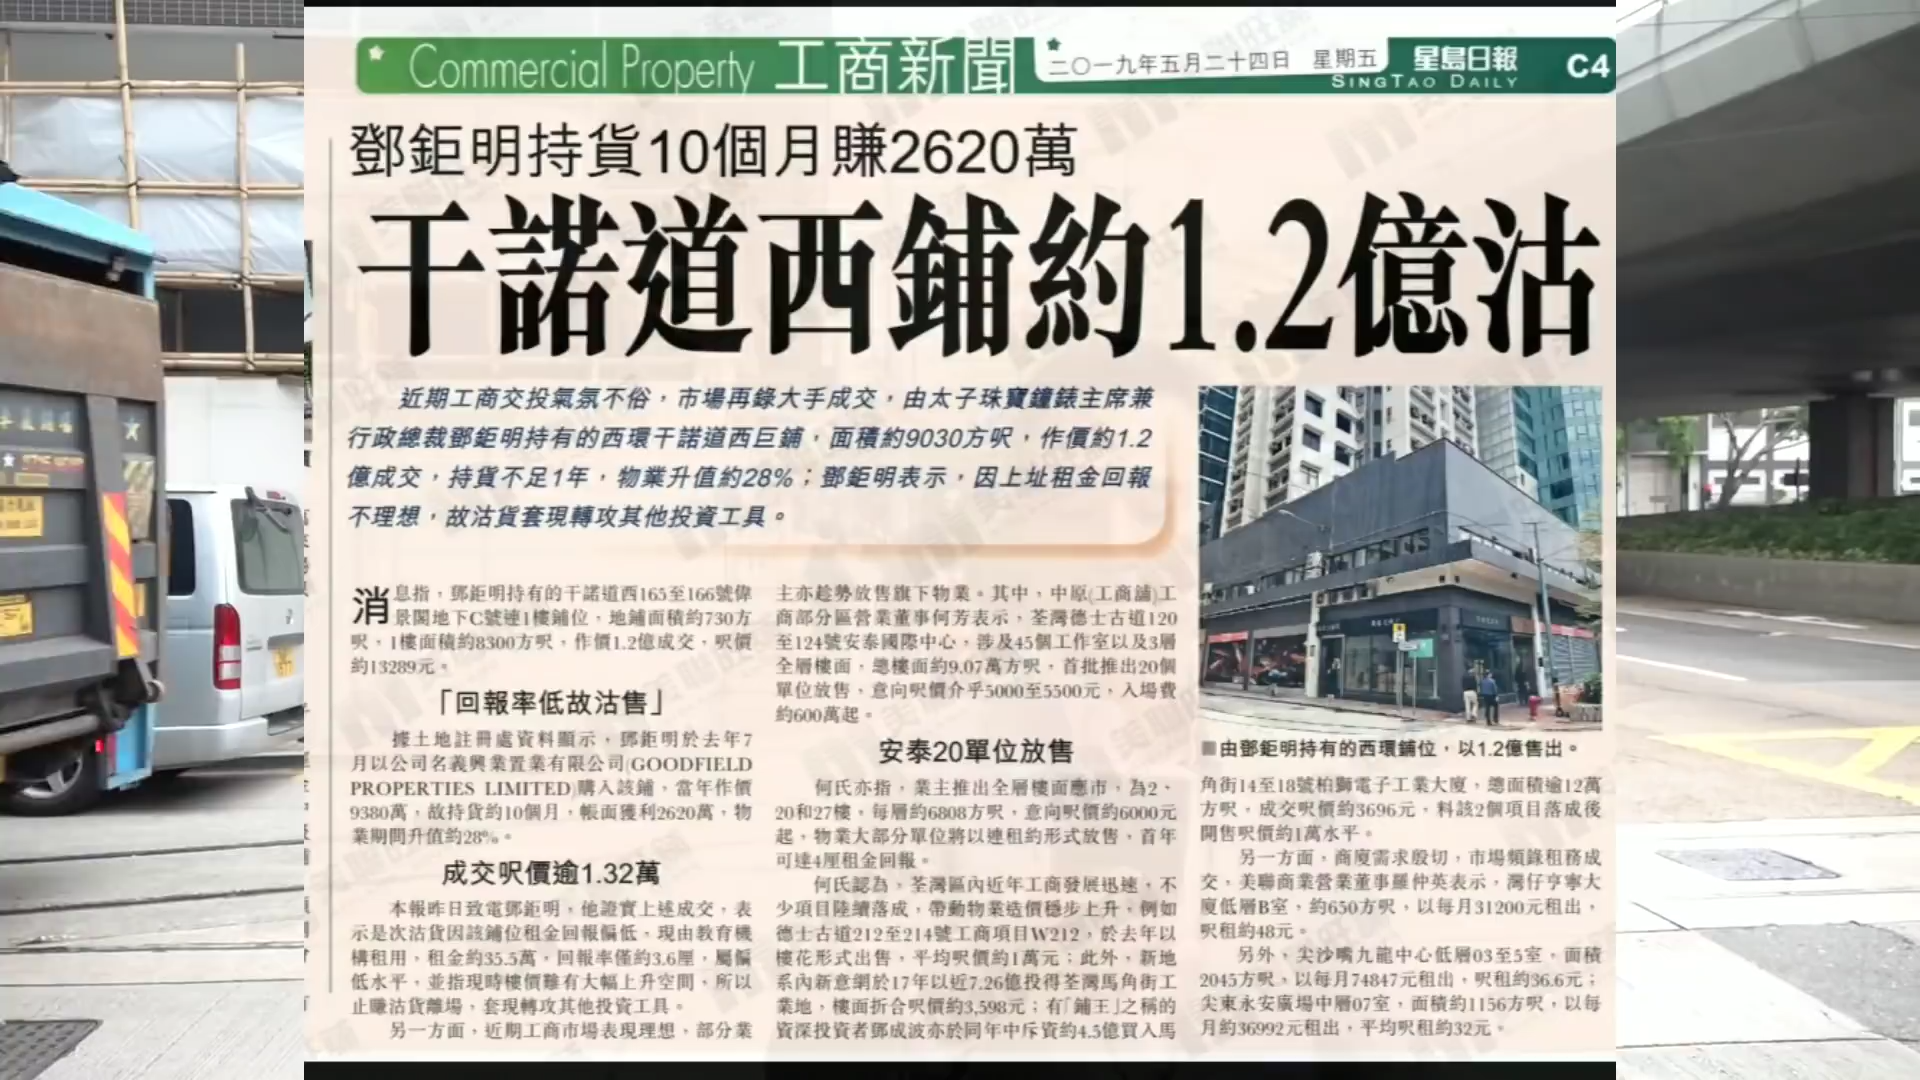 Commercial Property 工商新聞
二〇一九年五月二十四日 星期五
星島日報
SINGTAO DAILY
C4
鄧鉅明持貨10個月賺2620萬
干諾道西鋪約1.2億沽
近期工商交投氣氛不俗，市場再錄大手成交，由太子珠寶鐘錶主席兼
行政總裁鄧鉅明持有的西環干諾道西巨鋪，面積約9030方呎，作價約1.2
億成交，持貨不足1年，物業升值約28%；鄧鉅明表示，因上址租金回報
不理想，故沽貨套現轉攻其他投資工具。
消息指，鄧鉅明持有的干諾道西165至166號偉
景閣地下C號連1樓鋪位，地鋪面積約730方
呎，1樓面積約8300方呎，作價1.2億成交，呎價
約13289元。
「回報率低故沽售」
據土地註冊處資料顯示，鄧鉅明於去年7
月以公司名義興業置業有限公司(GOODFIELD
PROPERTIES LIMITED)購入該鋪，當年作價
9380萬，故持貨約10個月，帳面獲利2620萬，物
業期間升值約28%。
成交呎價逾1.32萬
本報昨日致電鄧鉅明，他證實上述成交，表
示是次沽貨因該鋪位租金回報偏低，現由教育機
構租用，租金約35.5萬，回報率僅約3.6厘，屬偏
低水平，並指現時樓價難有大幅上升空間，所以
止賺沽貨離場，套現轉攻其他投資工具。
另一方面，近期工商市場表現理想，部分業
主亦趁勢放售旗下物業。其中，中原(工商舖)工
商部分區營業董事何芳表示，荃灣德士古道120
至124號安泰國際中心，涉及45個工作室以及3層
全層樓面，總樓面約9.07萬方呎，首批推出20個
單位放售，意向呎價介乎5000至5500元，入場費
約600萬起。
安泰20單位放售
何氏亦指，業主推出全層樓面應市，為2、
20和27樓，每層約6808方呎，意向呎價約6000元
起，物業大部分單位將以連租約形式放售，首年
可達4厘租金回報。
何氏認為，荃灣區內近年工商發展迅速，不
少項目陸續落成，帶動物業造價穩步上升，例如
德士古道212至214號工商項目W212，於去年以
樓花形式出售，平均呎價約1萬元；此外，新地
系內新意網於17年以近7.26億投得荃灣馬角街工
業地，樓面折合呎價約3,598元；有「鋪王」之稱的
資深投資者鄧成波亦於同年中斥資約4.5億買入馬
■由鄧鉅明持有的西環鋪位，以1.2億售出。
角街14至18號柏獅電子工業大廈，總面積逾12萬
方呎，成交呎價約3696元，料該2個項目落成後
開售呎價約1萬水平。
另一方面，商廈需求殷切，市場頻錄租務成
交，美聯商業營業董事羅仲英表示，灣仔亨寧大
廈低層B室，約650方呎，以每月31200元租出，
呎租約48元。
另外，尖沙嘴九龍中心低層03至5室，面積
2045方呎，以每月74847元租出，呎租約36.6元；
尖東永安廣場中層07室，面積約1156方呎，以每
月約36992元租出，平均呎租約32元。